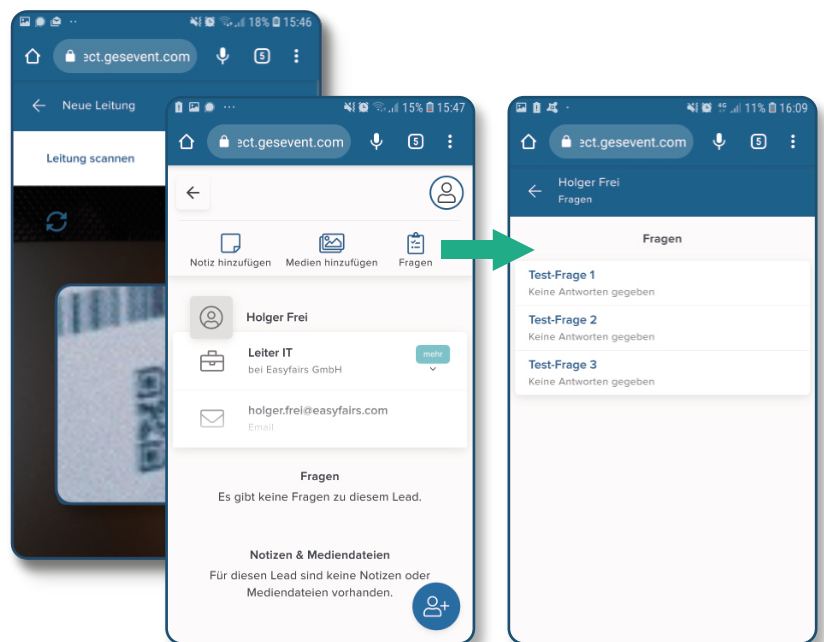 18% 15:46
ect.gesevent.com
5
Neue Leitung
Leitung scannen
15% 15:47
ect.gesevent.com
5
Notiz hinzufügen Medien hinzufügen Fragen
Holger Frei
Leiter IT
mehr
bei Easyfairs GmbH
holger.frei@easyfairs.com
Email
Fragen
Es gibt keine Fragen zu diesem Lead.
Notizen & Mediendateien
Für diesen Lead sind keine Notizen oder
Mediendateien vorhanden.
11% 16:09
ect.gesevent.com
5
Holger Frei
Fragen
Fragen
Test-Frage 1
Keine Antworten gegeben
Test-Frage 2
Keine Antworten gegeben
Test-Frage 3
Keine Antworten gegeben